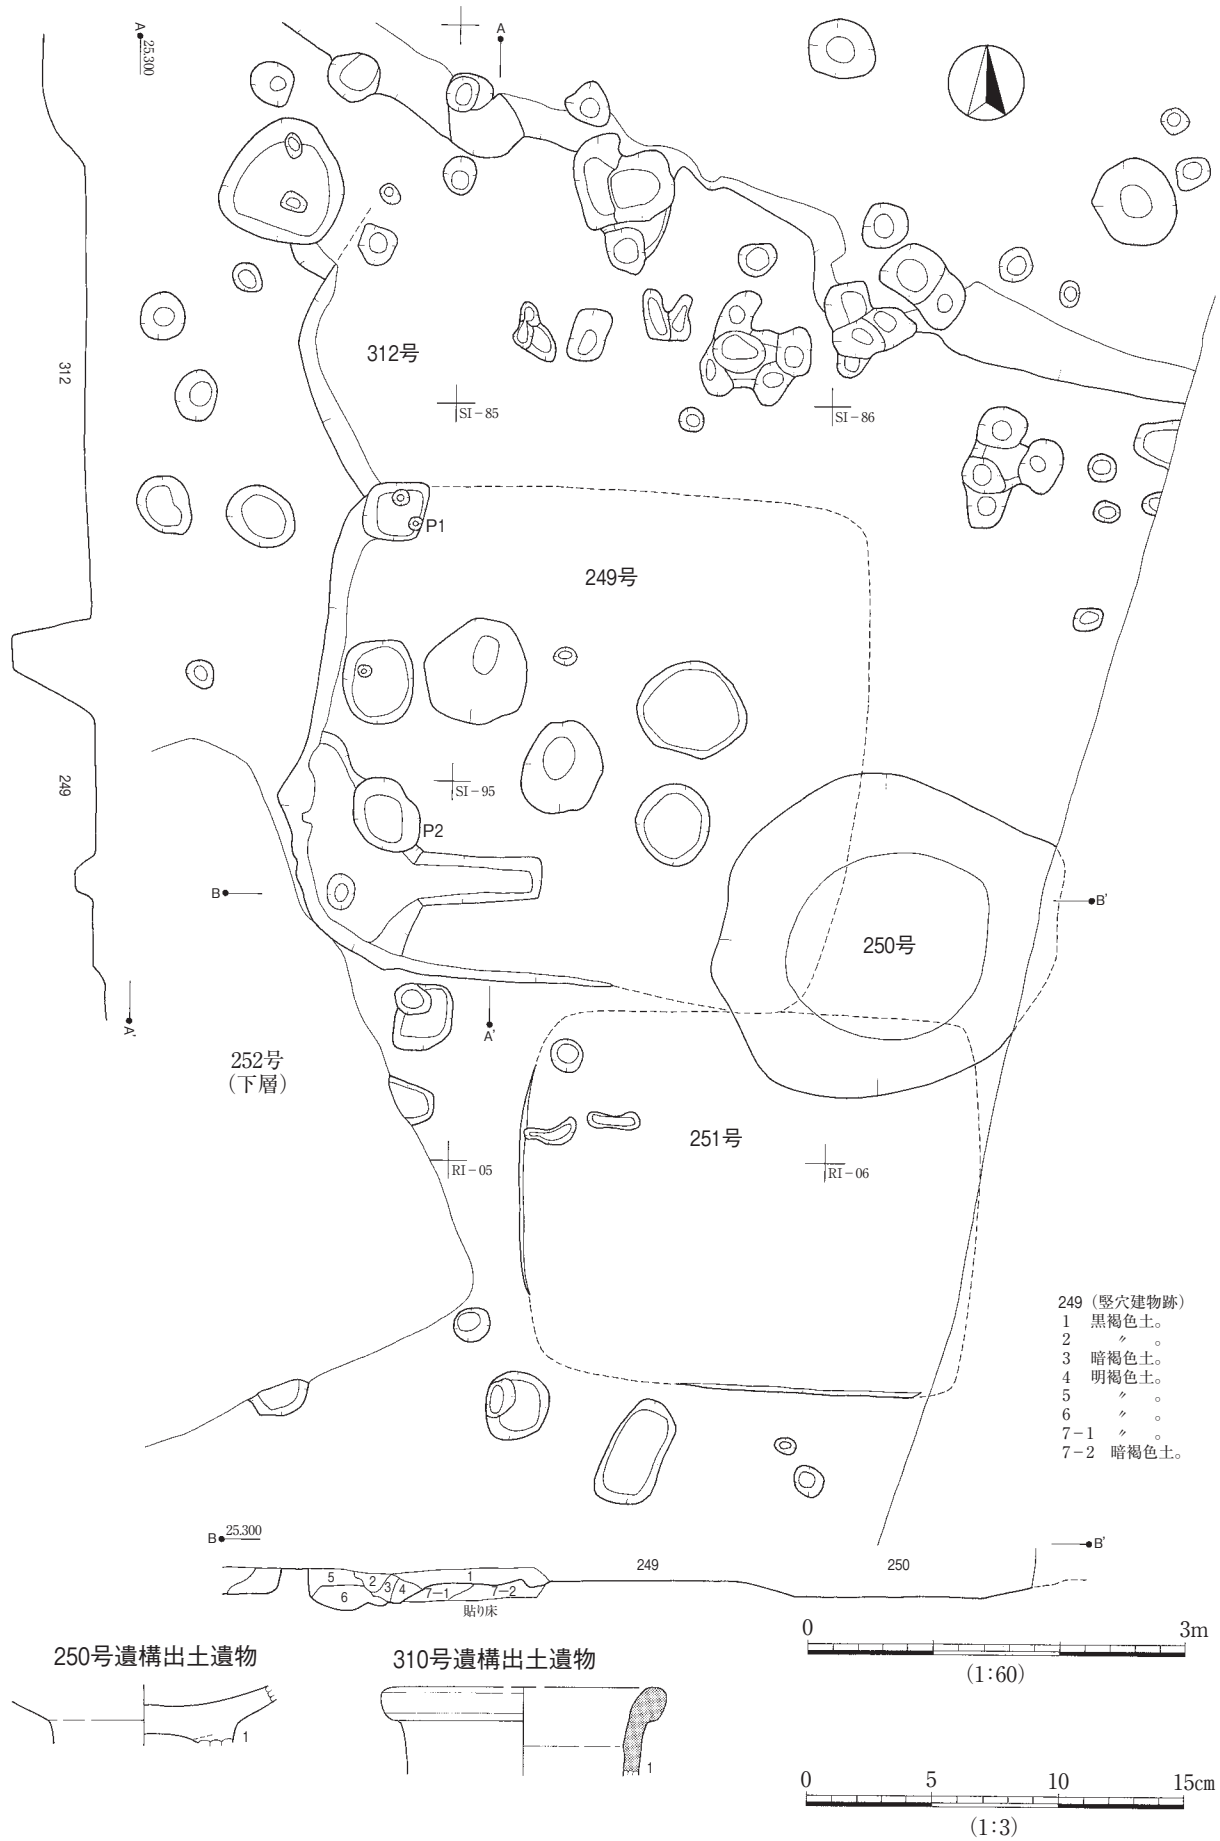 A
25.300
A
312
312号
SI－85
SI－86
P1
249号
249
SI－95
P2
B
B'
250号
A'
A'
252号
（下層）
251号
RI－05
RI－06
249（竪穴建物跡）
1 黒褐色土。
2 〃 。
3 暗褐色土。
4 明褐色土。
5 〃 。
6 〃 。
7－1 〃 。
7－2 暗褐色土。
B 25.300
B'
249
250
5 2 3 4 1
6 7－1 7－2
貼り床
250号遺構出土遺物
310号遺構出土遺物
1
1
0 3m
(1:60)
0 5 10 15cm
(1:3)